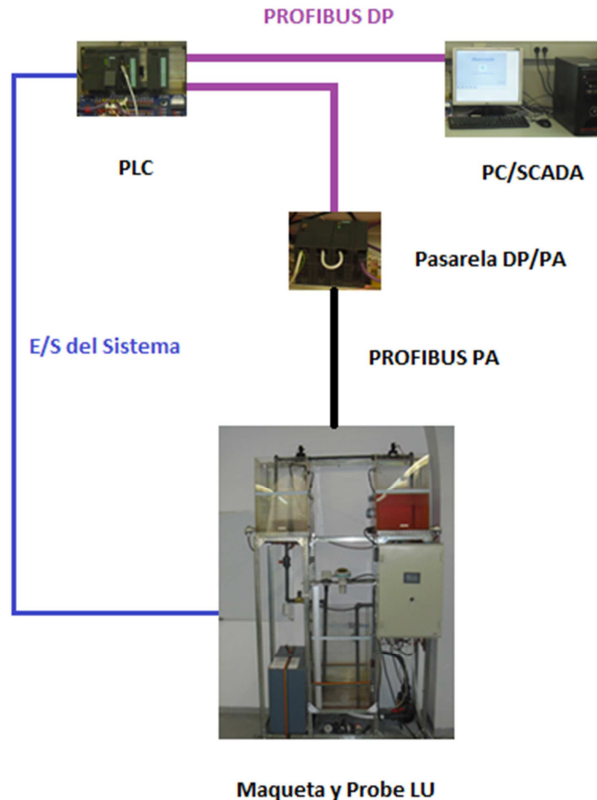 PROFIBUS DP
PLC
PC/SCADA
Pasarela DP/PA
E/S del Sistema
PROFIBUS PA
Maqueta y Probe LU